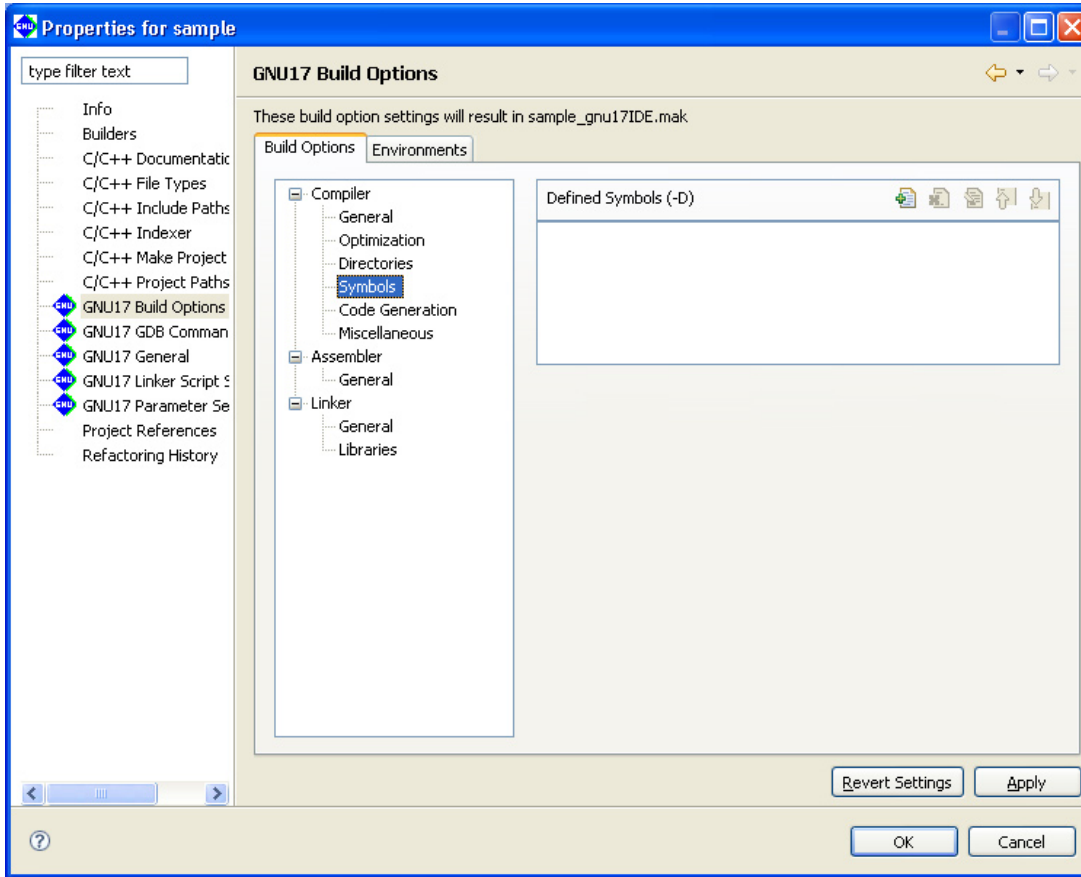 Properties for sample
type filter text
Info
Builders
C/C++ Documentatic
C/C++ File Types
C/C++ Include Paths
C/C++ Indexer
C/C++ Make Project
C/C++ Project Paths
GNU17 Build Options
GNU17 GDB Comman
GNU17 General
GNU17 Linker Script S
GNU17 Parameter Se
Project References
Refactoring History
GNU17 Build Options
These build option settings will result in sample_gnu17IDE.mak
Build Options Environments
Compiler
General
Optimization
Directories
Symbols
Code Generation
Miscellaneous
Assembler
General
Linker
General
Libraries
Defined Symbols (-D)
Revert Settings Apply
OK Cancel